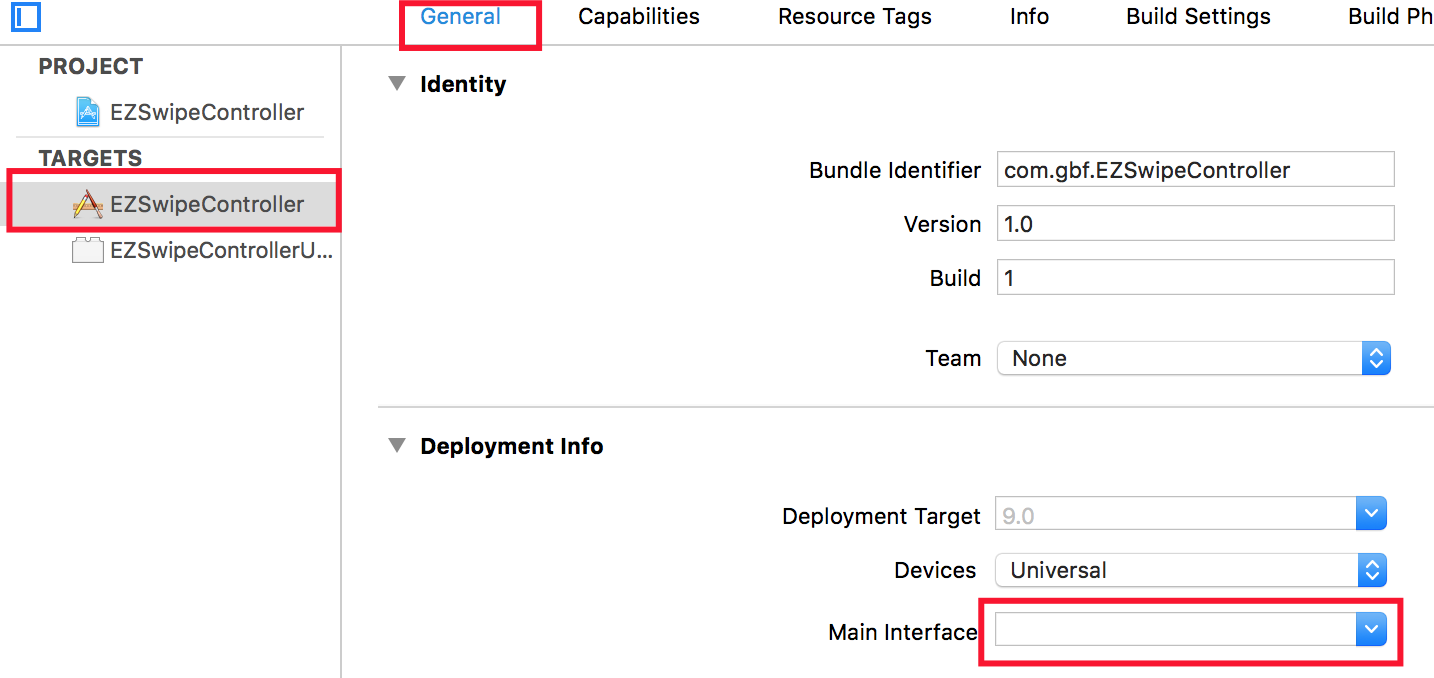 General Capabilities Resource Tags Info Build Settings Build Ph
PROJECT
EZSwipeController
TARGETS
EZSwipeController
EZSwipeControllerU...
Identity
Bundle Identifier com.gbf.EZSwipeController
Version 1.0
Build 1
Team None
Deployment Info
Deployment Target 9.0
Devices Universal
Main Interface